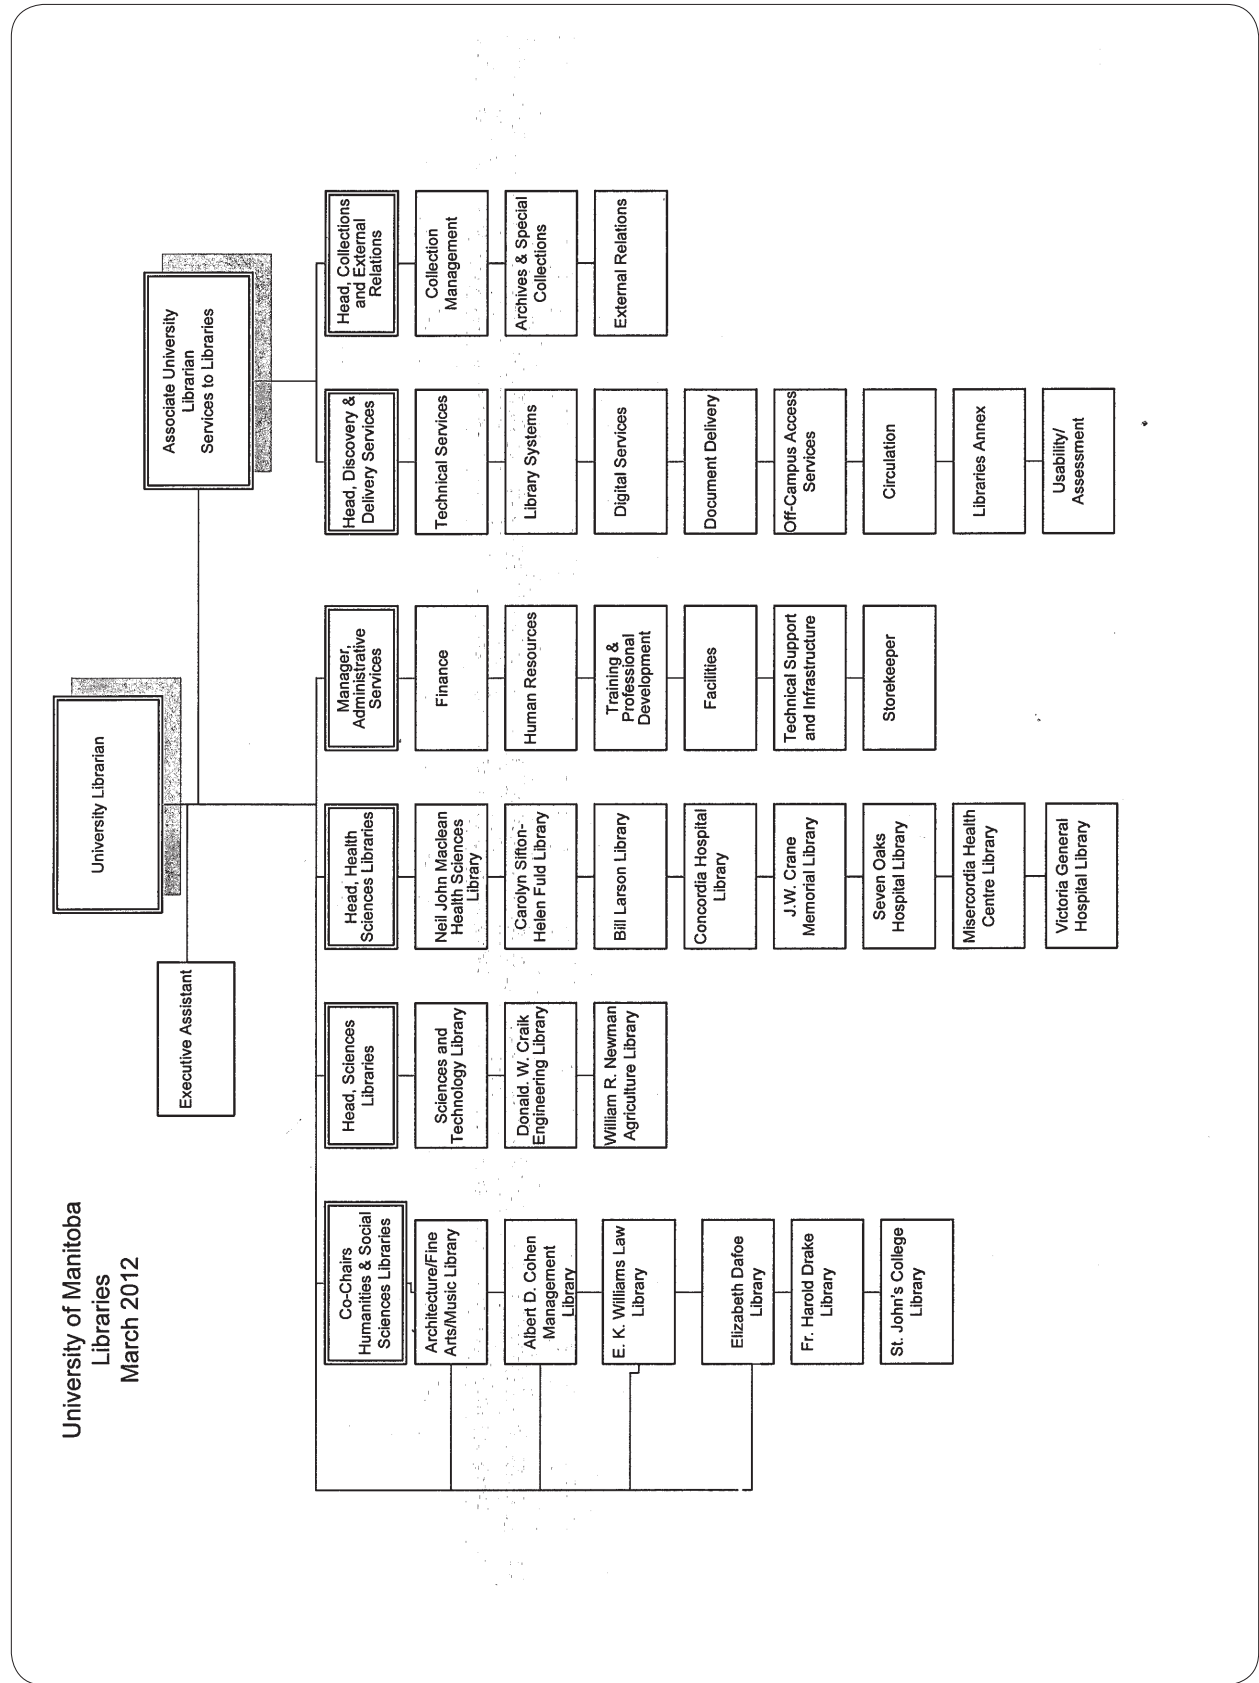 University of Manitoba
Libraries
March 2012
University Librarian
Executive Assistant
Associate University
Librarian
Services to Libraries
Co-Chairs
Humanities & Social
Sciences Libraries
Architecture/Fine
Arts/Music Library
Albert D. Cohen
Management
Library
E. K. Williams Law
Library
Elizabeth Dafoe
Library
Fr. Harold Drake
Library
St. John's College
Library
Head, Sciences
Libraries
Sciences and
Technology Library
Donald. W. Craik
Engineering Library
William R. Newman
Agriculture Library
Head, Health
Sciences Libraries
Neil John Maclean
Health Sciences
Library
Carolyn Sifton-
Helen Fuld Library
Bill Larson Library
Concordia Hospital
Library
J.W. Crane
Memorial Library
Seven Oaks
Hospital Library
Misercordia Health
Centre Library
Victoria General
Hospital Library
Manager,
Administrative
Services
Finance
Human Resources
Training &
Professional
Development
Facilities
Technical Support
and Infrastructure
Storekeeper
Head, Discovery &
Delivery Services
Technical Services
Library Systems
Digital Services
Document Delivery
Off-Campus Access
Services
Circulation
Libraries Annex
Usability/
Assessment
Head, Collections
and External
Relations
Collection
Management
Archives & Special
Collections
External Relations